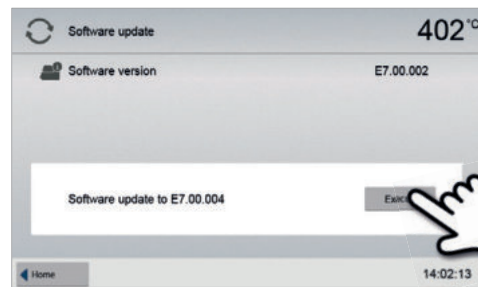 Software update 402°C
Software version E7.00.002
Software update to E7.00.004
Home 14:02:13